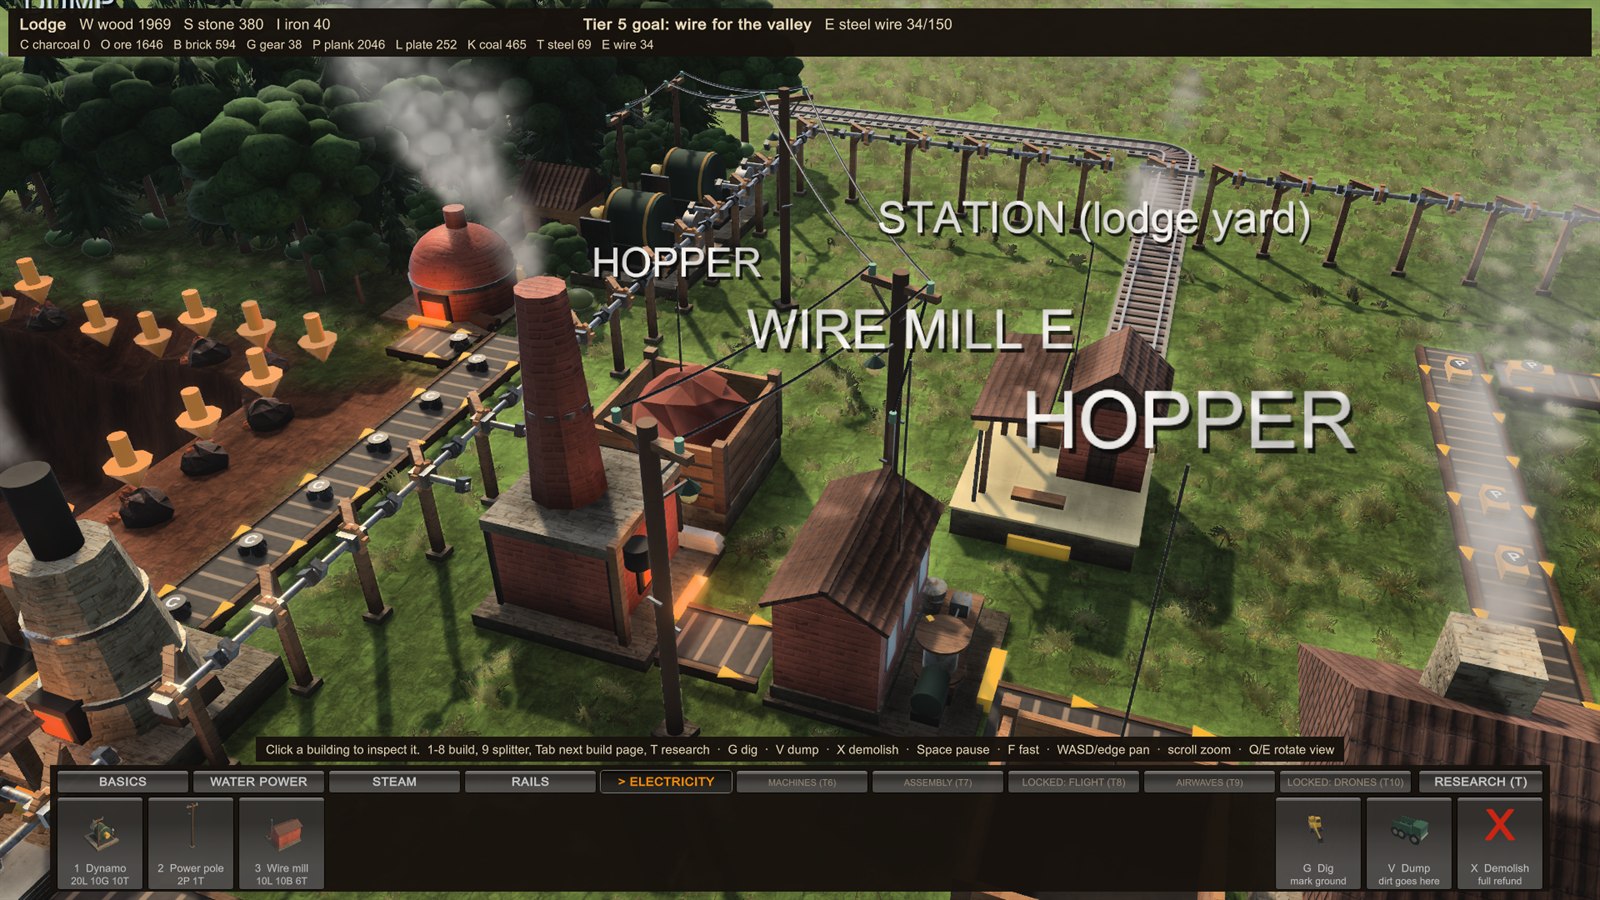 Lodge W wood 1969 S stone 380 I iron 40
Tier 5 goal: wire for the valley E steel wire 34/150
C charcoal 0 O ore 1646 B brick 594 G gear 38 P plank 2046 L plate 252 K coal 465 T steel 69 E wire 34
STATION (lodge yard)
HOPPER
WIRE MILL E
HOPPER
P
P
P
P
C
C
C
C
C
C
C
Click a building to inspect it. 1-8 build, 9 splitter, Tab next build page, T research · G dig · V dump · X demolish · Space pause · F fast · WASD/edge pan · scroll zoom · Q/E rotate view
BASICS
WATER POWER
STEAM
RAILS
> ELECTRICITY
MACHINES (T6)
ASSEMBLY (T7)
LOCKED: FLIGHT (T8)
AIRWAVES (T9)
LOCKED: DRONES (T10)
RESEARCH (T)
1 Dynamo
20L 10G 10T
2 Power pole
2P 1T
3 Wire mill
10L 10B 6T
G Dig
mark ground
V Dump
dirt goes here
X Demolish
full refund